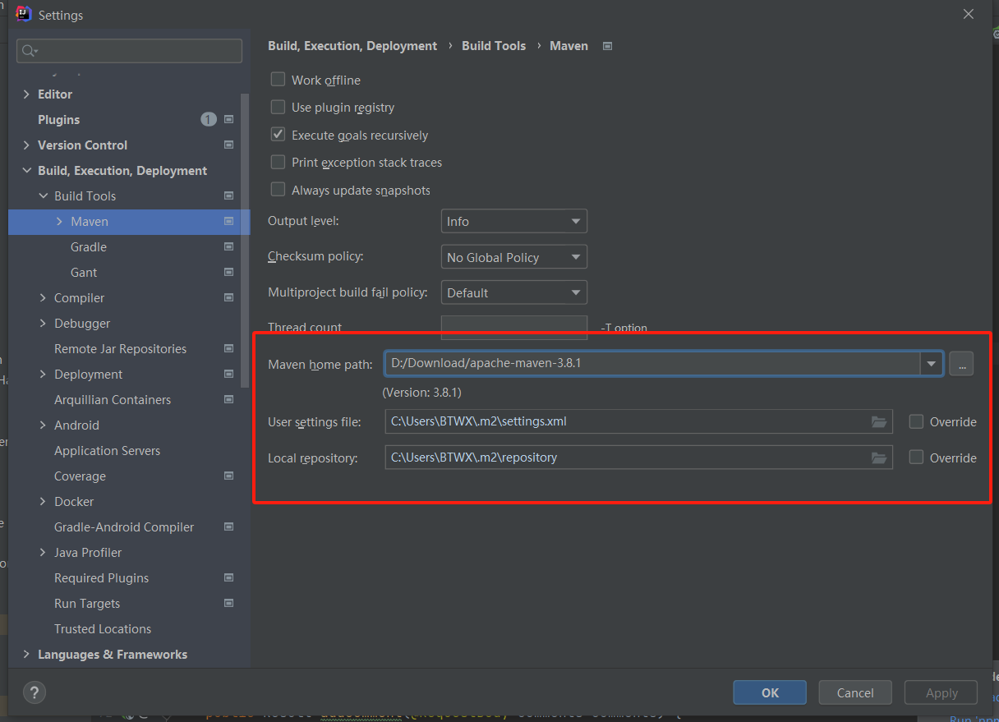 Settings
Build, Execution, Deployment › Build Tools › Maven
Editor
Plugins 1
Version Control
Build, Execution, Deployment
Build Tools
Maven
Gradle
Gant
Compiler
Debugger
Remote Jar Repositories
Deployment
Arquillian Containers
Android
Application Servers
Coverage
Docker
Gradle-Android Compiler
Java Profiler
Required Plugins
Run Targets
Trusted Locations
Languages & Frameworks
Work offline
Use plugin registry
Execute goals recursively
Print exception stack traces
Always update snapshots
Output level: Info
Checksum policy: No Global Policy
Multiproject build fail policy: Default
Thread count -T option
Maven home path: D:/Download/apache-maven-3.8.1 ...
(Version: 3.8.1)
User settings file: C:\Users\BTWX\.m2\settings.xml Override
Local repository: C:\Users\BTWX\.m2\repository Override
? OK Cancel Apply